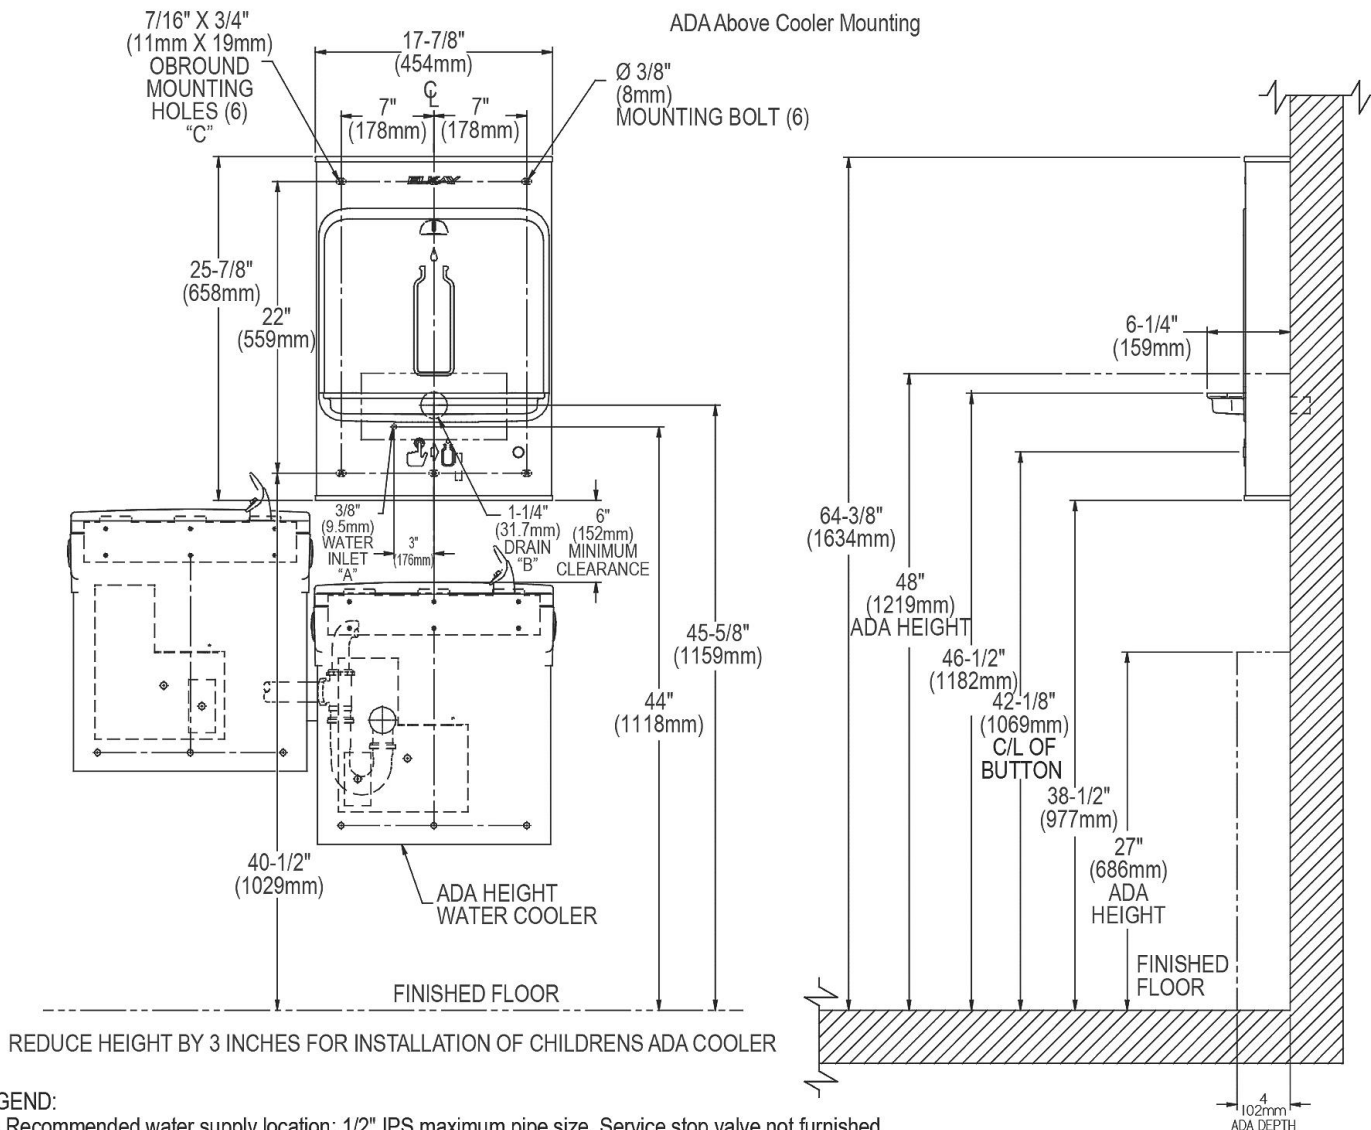 ADA Above Cooler Mounting
7/16" X 3/4"
(11mm X 19mm)
OBROUND
MOUNTING
HOLES (6)
“C”
17-7/8"
(454mm)
CL
7"
(178mm)
7"
(178mm)
Ø 3/8"
(8mm)
MOUNTING BOLT (6)
ELKAY
25-7/8"
(658mm)
22"
(559mm)
6-1/4"
(159mm)
3/8"
(9.5mm)
WATER
INLET
“A”
3"
(176mm)
1-1/4"
(31.7mm)
DRAIN
“B”
6"
(152mm)
MINIMUM
CLEARANCE
64-3/8"
(1634mm)
48"
(1219mm)
ADA HEIGHT
45-5/8"
(1159mm)
46-1/2"
(1182mm)
44"
(1118mm)
42-1/8"
(1069mm)
C/L OF
BUTTON
38-1/2"
(977mm)
27"
(686mm)
ADA
HEIGHT
40-1/2"
(1029mm)
ADA HEIGHT
WATER COOLER
FINISHED FLOOR
FINISHED
FLOOR
REDUCE HEIGHT BY 3 INCHES FOR INSTALLATION OF CHILDRENS ADA COOLER
4
102mm
ADA DEPTH
GEND:
Recommended water supply location: 1/2" IPS maximum pipe size. Service stop valve not furnished